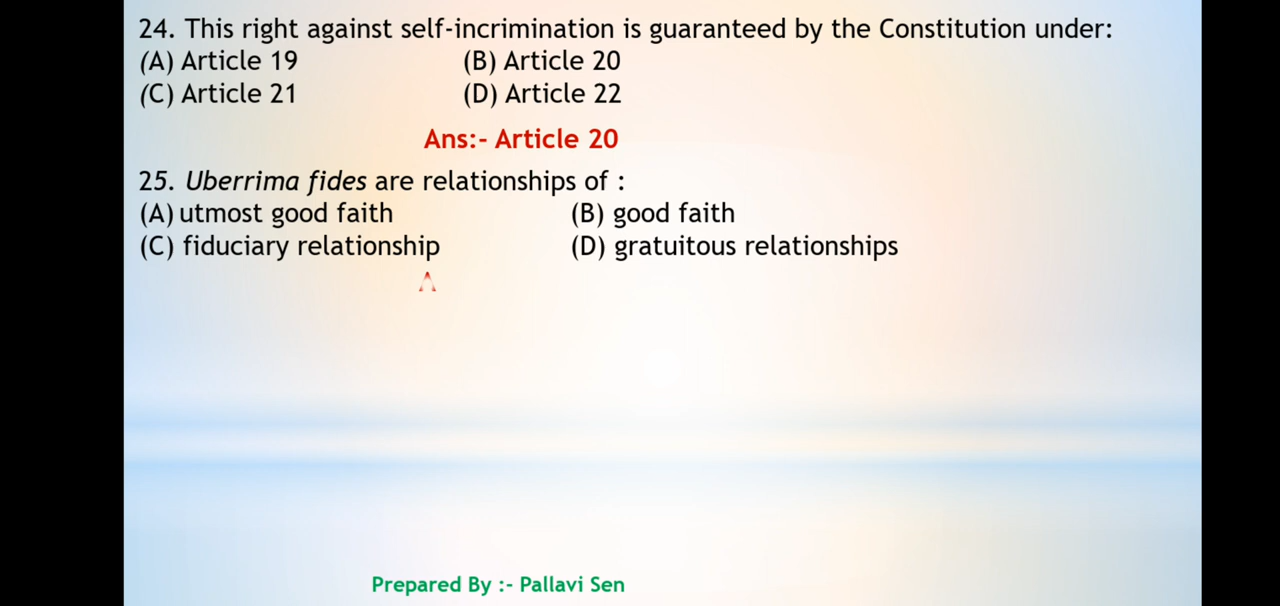 24. This right against self-incrimination is guaranteed by the Constitution under:
(A) Article 19 (B) Article 20
(C) Article 21 (D) Article 22
Ans:- Article 20
25. Uberrima fides are relationships of :
(A) utmost good faith (B) good faith
(C) fiduciary relationship (D) gratuitous relationships
Prepared By :- Pallavi Sen